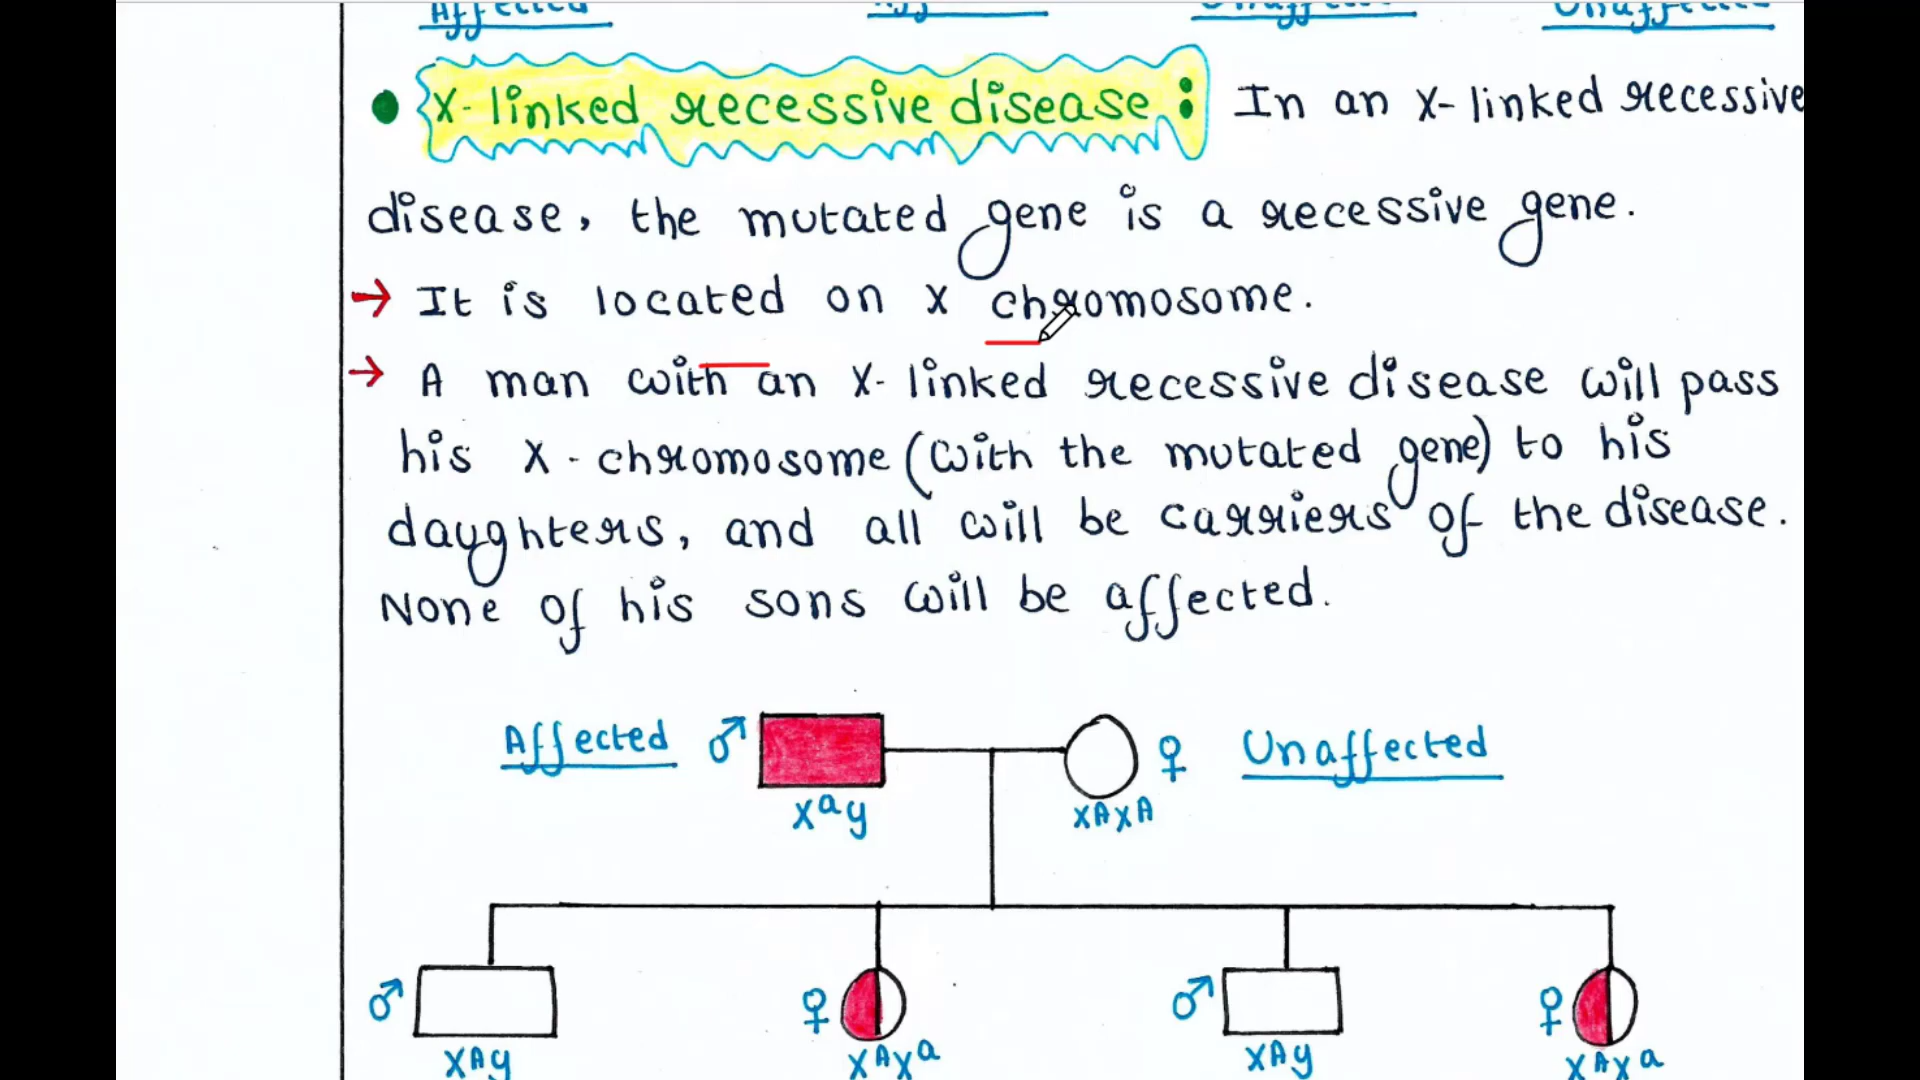 Affected Unaffected Unaffected
• X-linked recessive disease: In an X-linked recessive
disease, the mutated gene is a recessive gene.
→ It is located on X chromosome.
→ A man with an X-linked recessive disease will pass
his X-chromosome (with the mutated gene) to his
daughters, and all will be carriers of the disease.
None of his sons will be affected.
Affected ♂ ♀ Unaffected
Xay XAXA
♂ ♀ ♂ ♀
XAy XAXa XAy XAXa